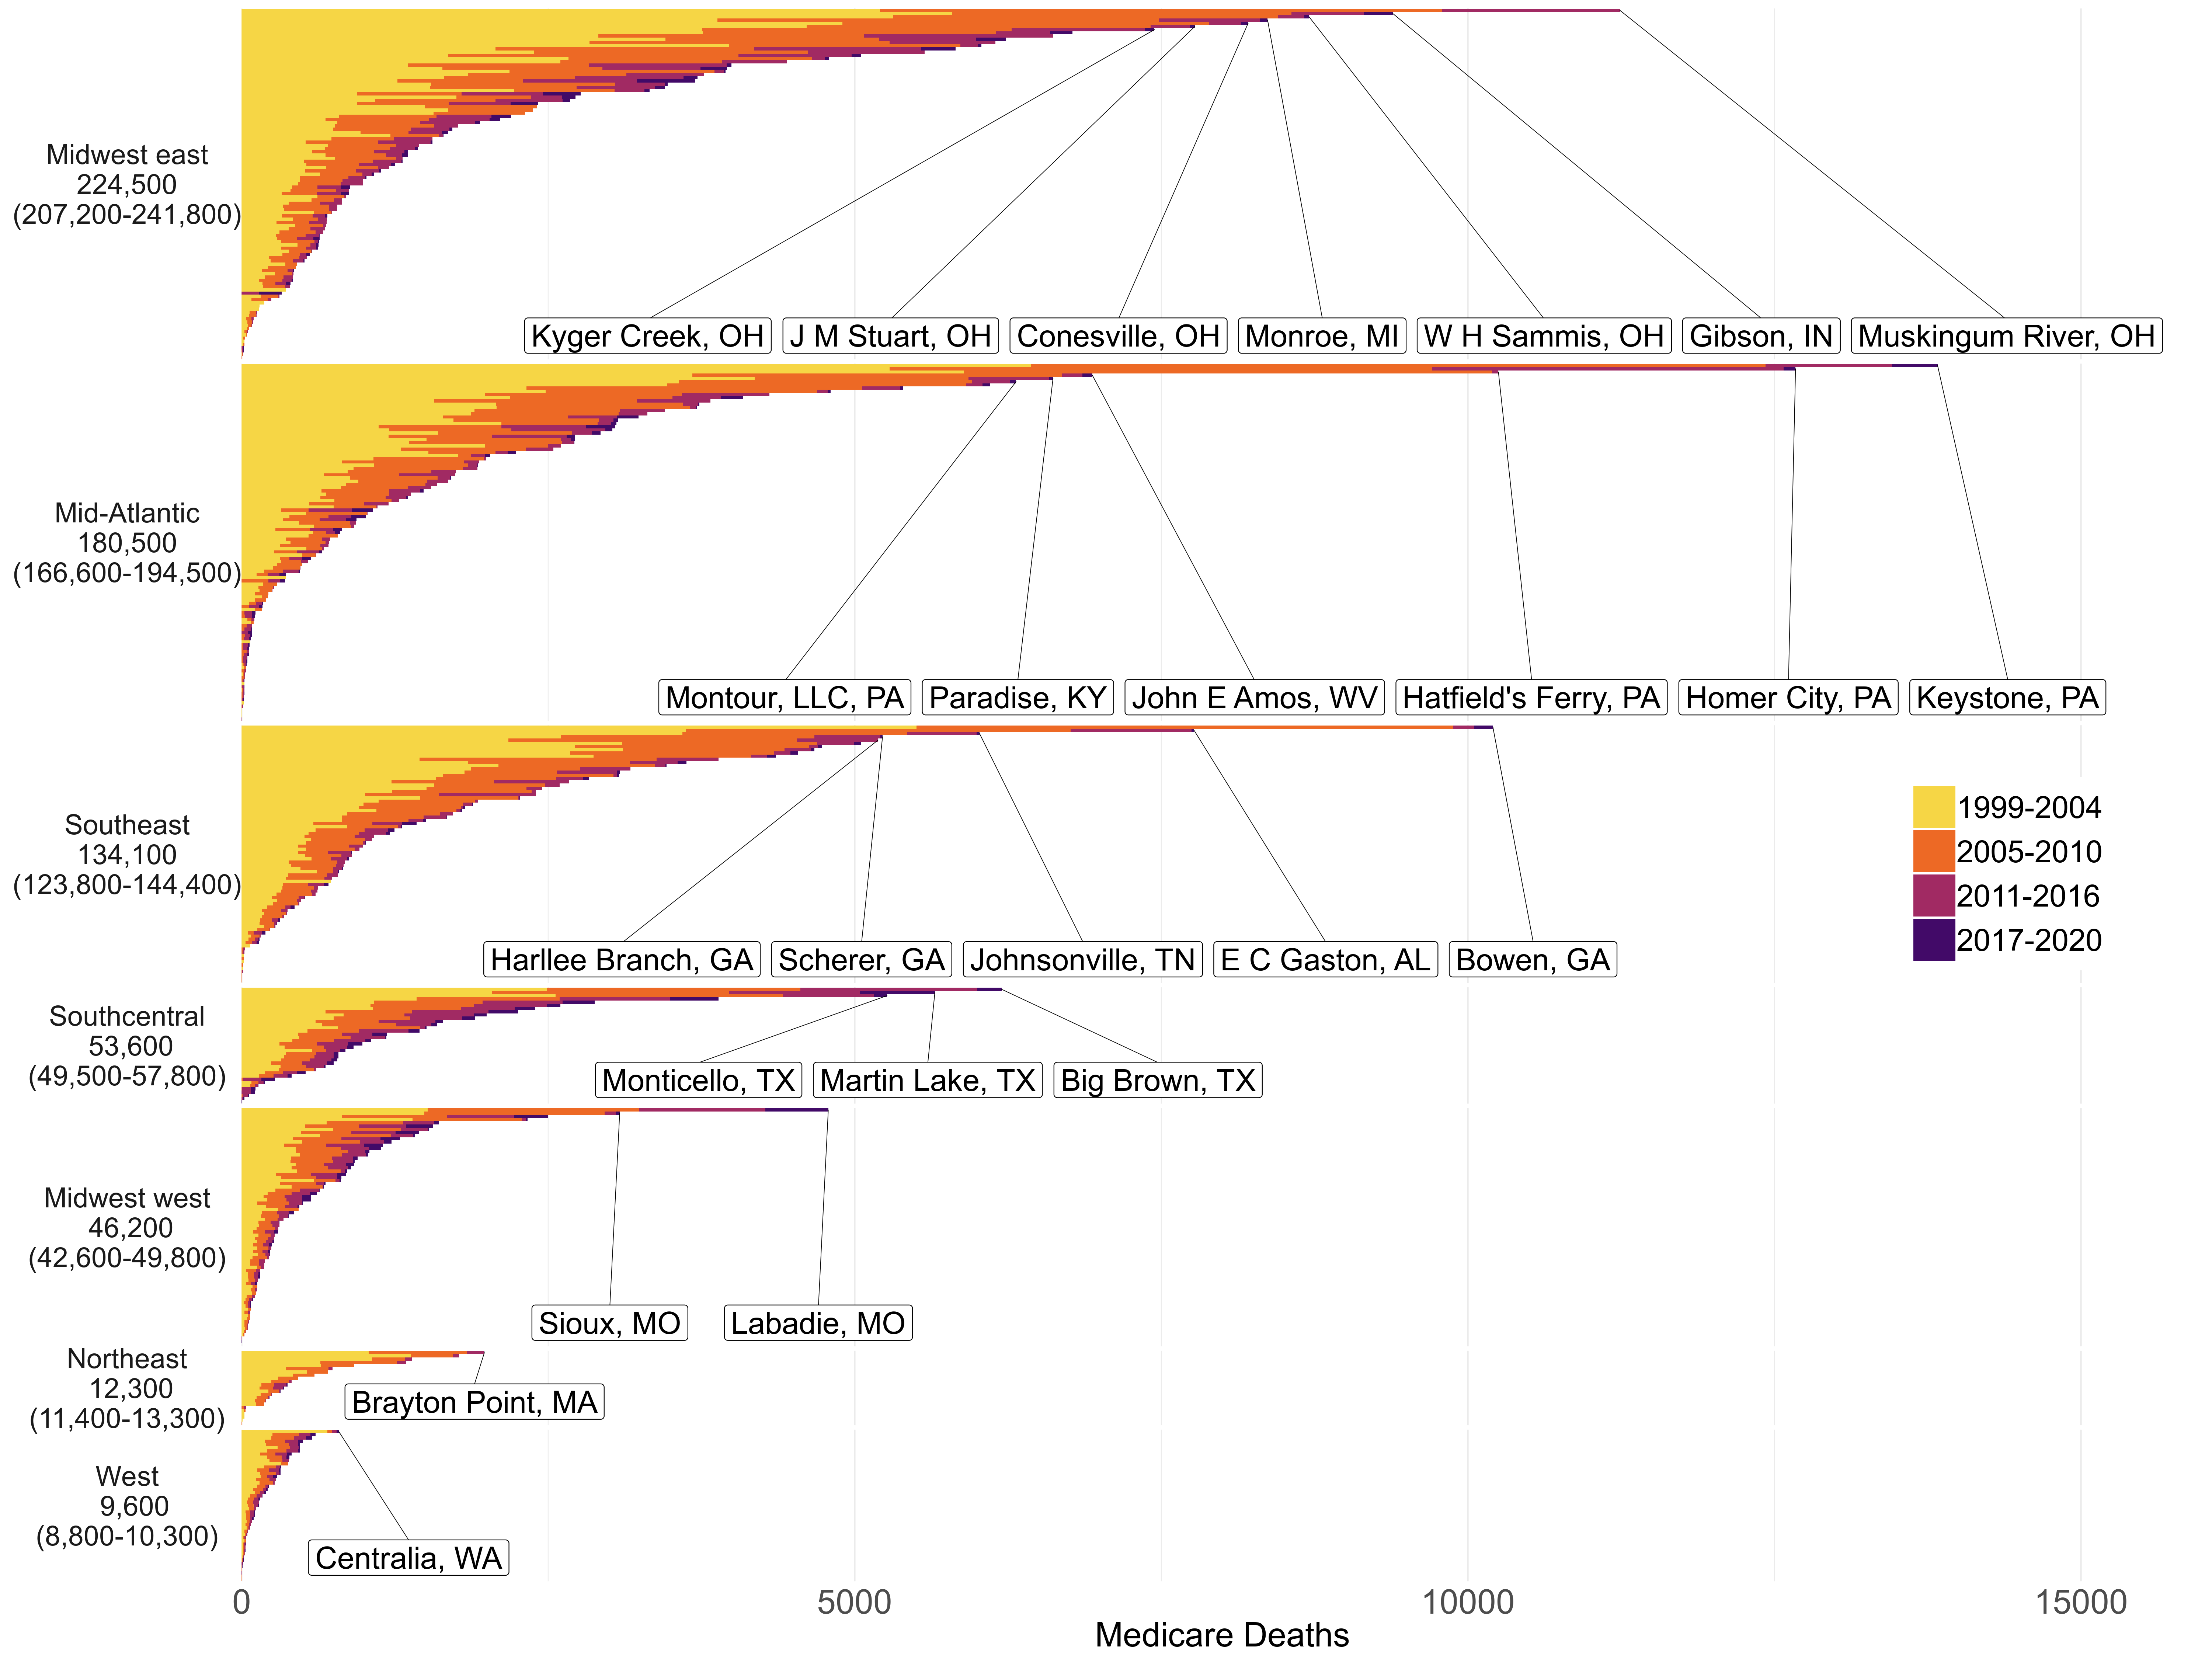 Midwest east
224,500
(207,200-241,800)
Kyger Creek, OH
J M Stuart, OH
Conesville, OH
Monroe, MI
W H Sammis, OH
Gibson, IN
Muskingum River, OH
Mid-Atlantic
180,500
(166,600-194,500)
Montour, LLC, PA
Paradise, KY
John E Amos, WV
Hatfield's Ferry, PA
Homer City, PA
Keystone, PA
Southeast
134,100
(123,800-144,400)
Harllee Branch, GA
Scherer, GA
Johnsonville, TN
E C Gaston, AL
Bowen, GA
1999-2004
2005-2010
2011-2016
2017-2020
Southcentral
53,600
(49,500-57,800)
Monticello, TX
Martin Lake, TX
Big Brown, TX
Midwest west
46,200
(42,600-49,800)
Sioux, MO
Labadie, MO
Northeast
12,300
(11,400-13,300)
Brayton Point, MA
West
9,600
(8,800-10,300)
Centralia, WA
0
5000
10000
15000
Medicare Deaths